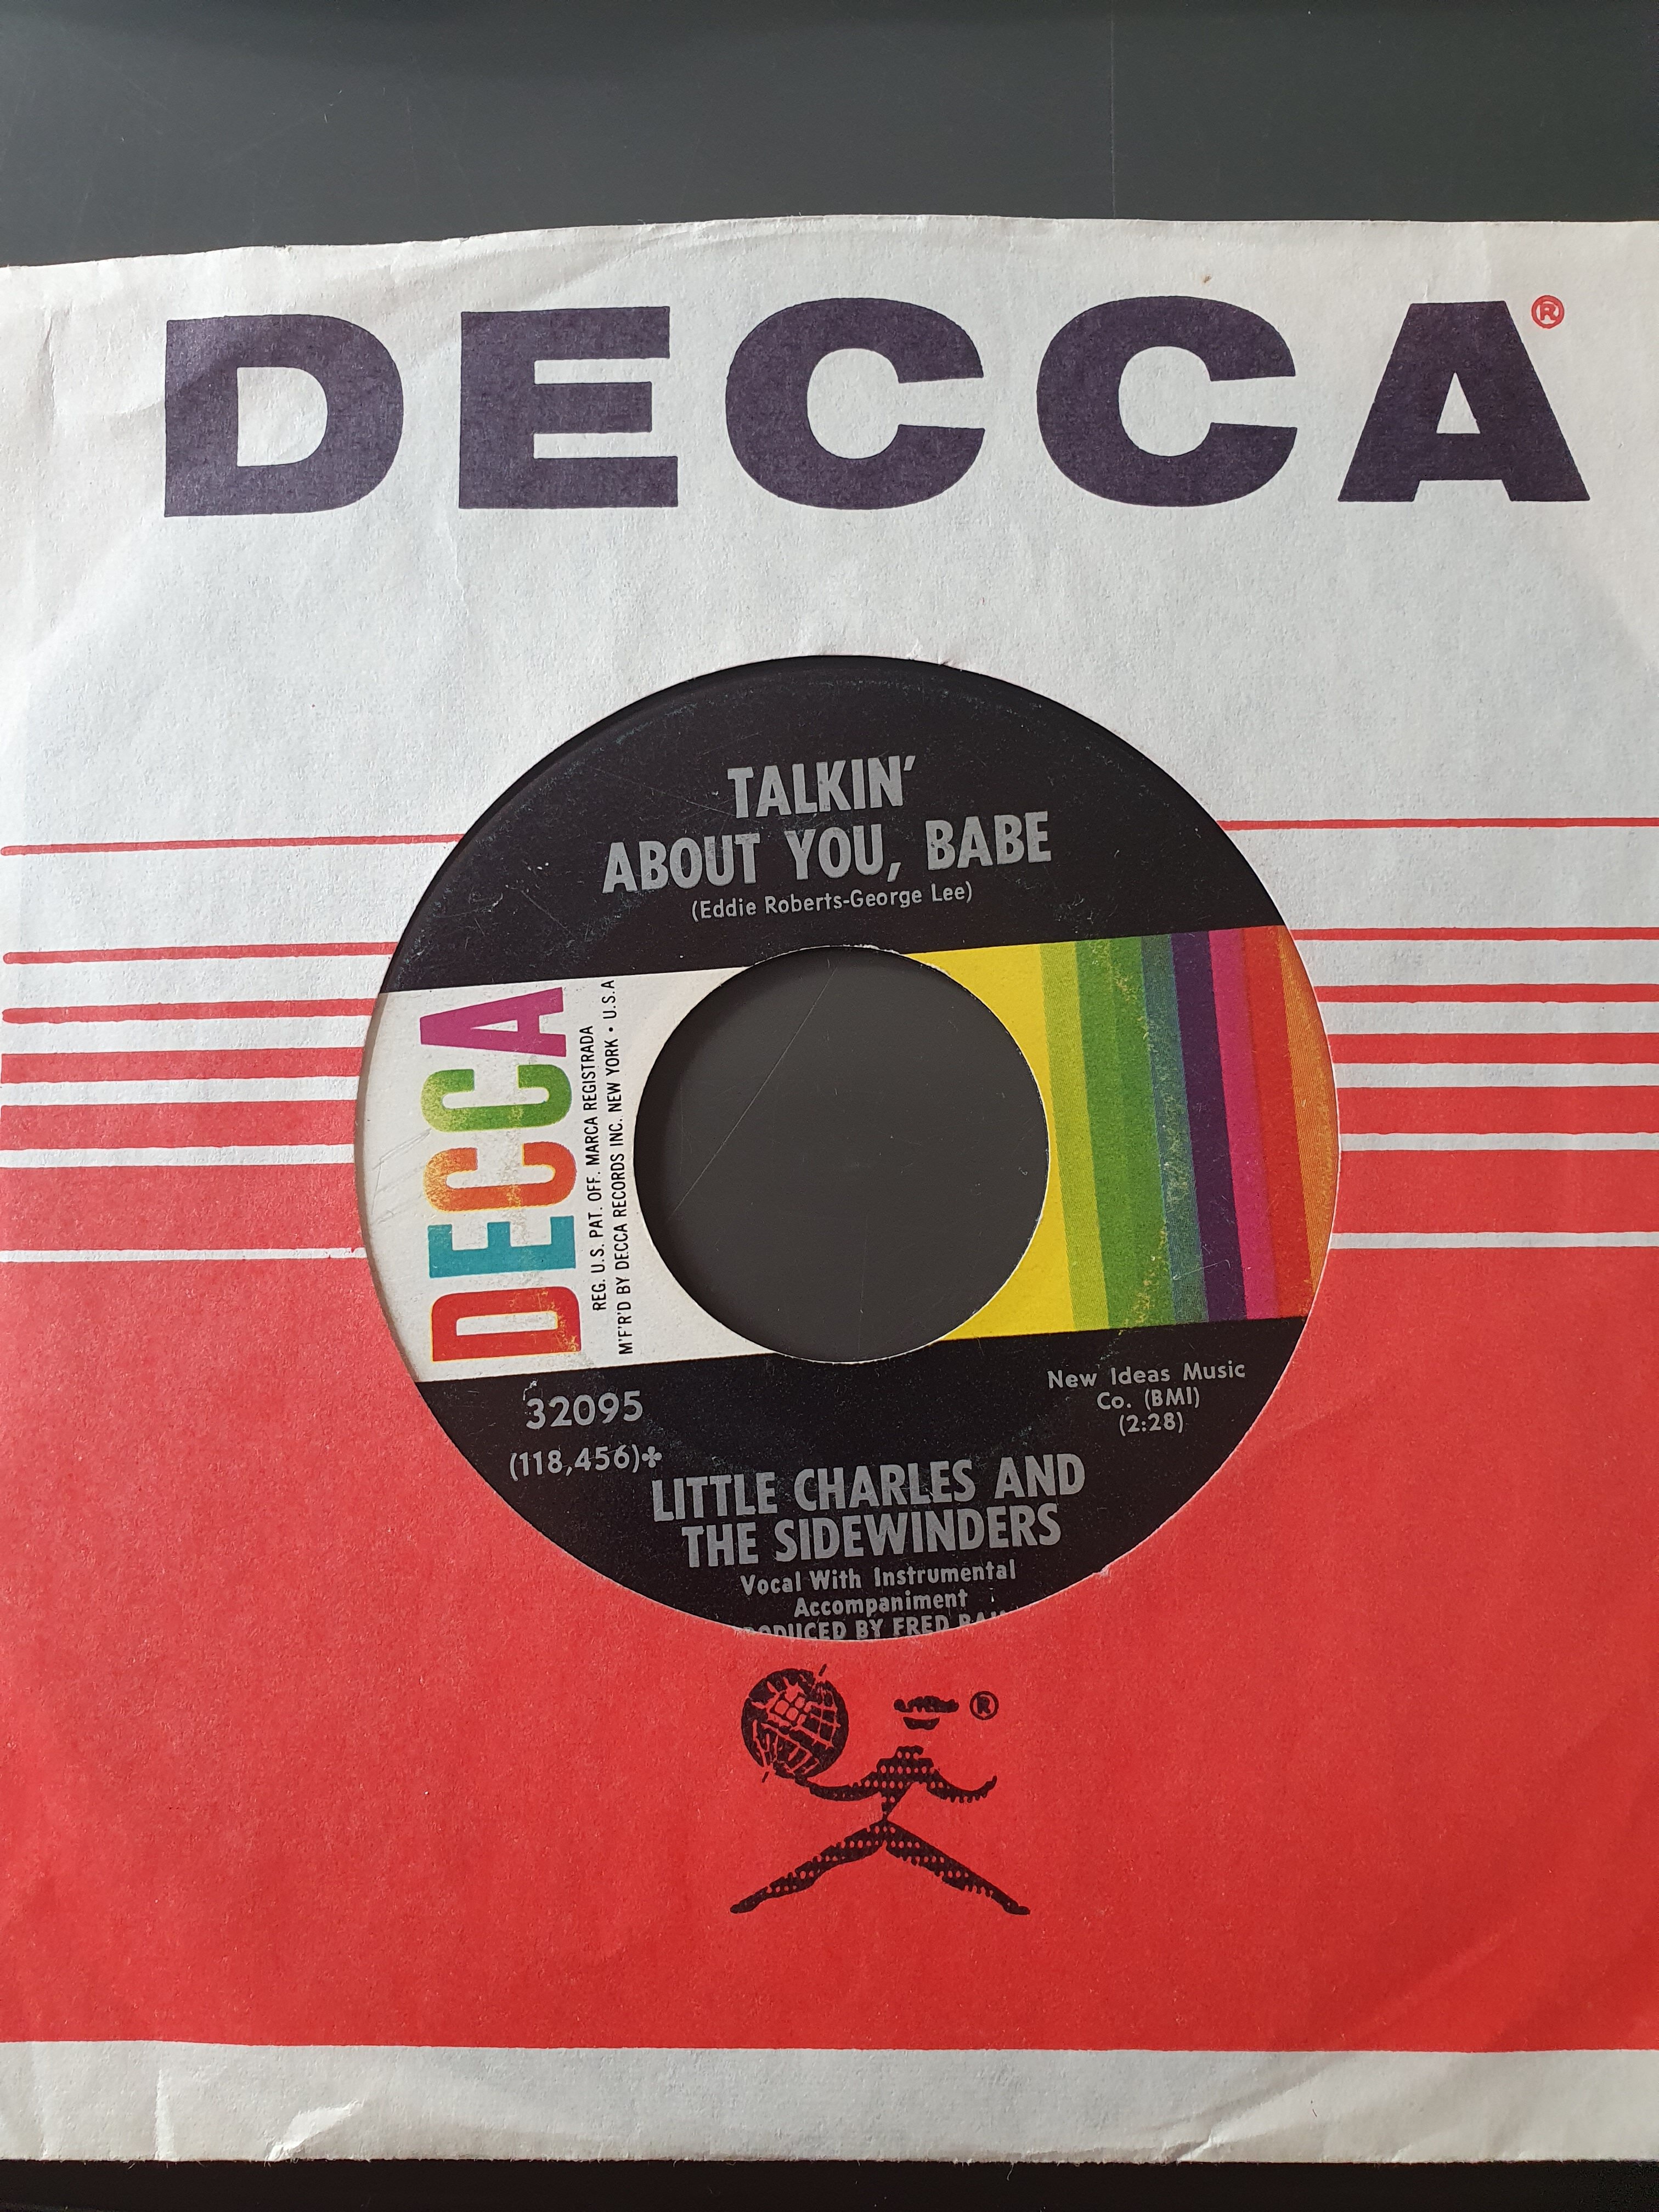 DECCA®
TALKIN'
ABOUT YOU, BABE
(Eddie Roberts-George Lee)
DECCA
REG. U.S. PAT. OFF. MARCA REGISTRADA
M'F'R'D BY DECCA RECORDS INC. NEW YORK • U.S.A
32095
(118,456)✤
New Ideas Music
Co. (BMI)
(2:28)
LITTLE CHARLES AND
THE SIDEWINDERS
Vocal With Instrumental
Accompaniment
BY FRED
®